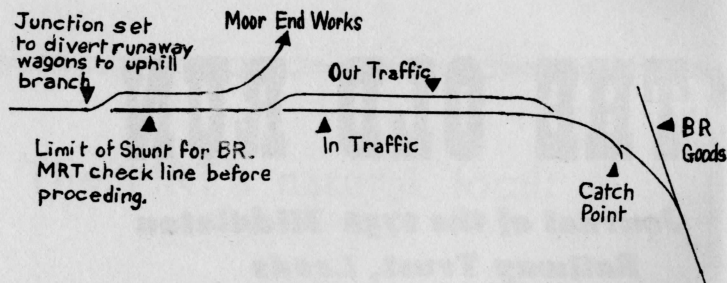 Junction set
to divert runaway
wagons to uphill
branch
Moor End Works
Out Traffic
In Traffic
BR
Goods
Limit of Shunt for BR.
MRT check line before
proceding.
Catch
Point